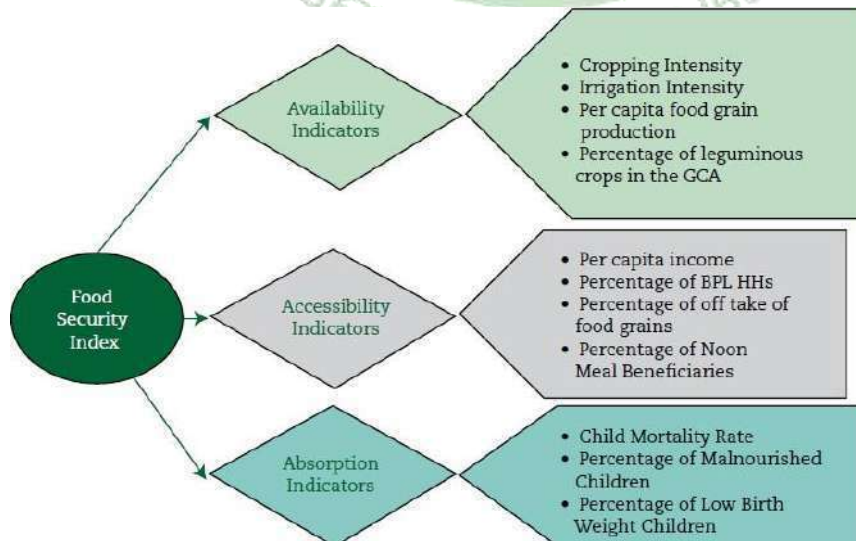 Food
Security
Index
Availability
Indicators
• Cropping Intensity
• Irrigation Intensity
• Per capita food grain
production
• Percentage of leguminous
crops in the GCA
Accessibility
Indicators
• Per capita income
• Percentage of BPL HHs
• Percentage of off take of
food grains
• Percentage of Noon
Meal Beneficiaries
Absorption
Indicators
• Child Mortality Rate
• Percentage of Malnourished
Children
• Percentage of Low Birth
Weight Children